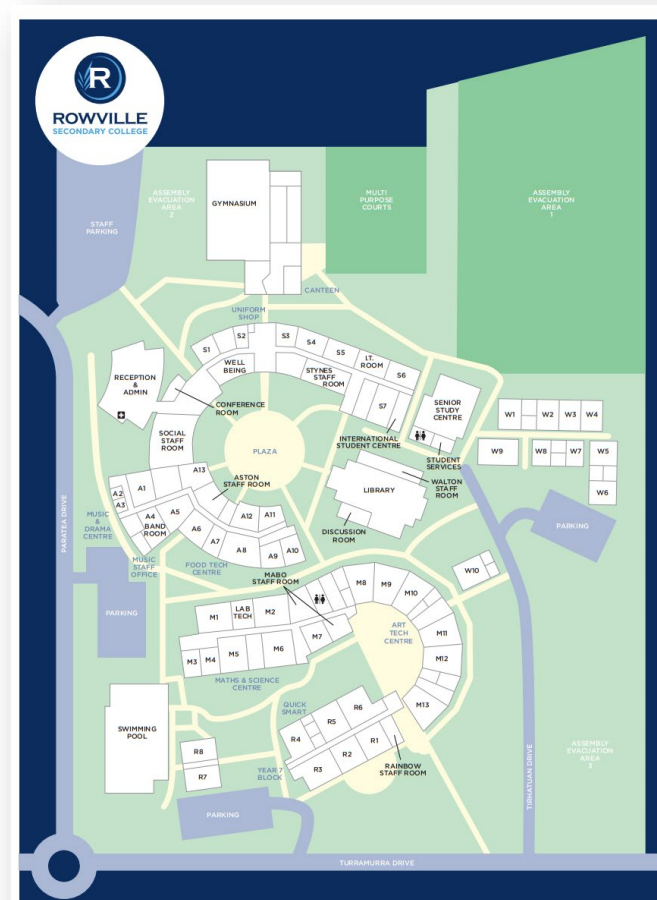 R
ROWVILLE
SECONDARY COLLEGE
STAFF
PARKING
ASSEMBLY
EVACUATION
AREA
2
GYMNASIUM
MULTI
PURPOSE
COURTS
ASSEMBLY
EVACUATION
AREA
1
CANTEEN
UNIFORM
SHOP
S1
S2
S3
S4
S5
I.T.
ROOM
S6
WELL
BEING
STYNES
STAFF
ROOM
S7
RECEPTION
&
ADMIN
CONFERENCE
ROOM
SENIOR
STUDY
CENTRE
W1
W2
W3
W4
SOCIAL
STAFF
ROOM
INTERNATIONAL
STUDENT CENTRE
STUDENT
SERVICES
W9
W8
W7
W5
W6
PLAZA
A13
ASTON
STAFF ROOM
WALTON
STAFF
ROOM
LIBRARY
DISCUSSION
ROOM
A1
A2
A3
A4
BAND
ROOM
A5
A6
A7
A8
A12
A11
A9
A10
PARKING
MUSIC
&
DRAMA
CENTRE
MUSIC
STAFF
OFFICE
FOOD TECH
CENTRE
PARATEA DRIVE
MABO
STAFF ROOM
W10
PARKING
M1
LAB
TECH
M2
M8
M9
M10
M3
M4
M5
M6
M7
ART
TECH
CENTRE
M11
M12
M13
MATHS & SCIENCE
CENTRE
SWIMMING
POOL
QUICK
SMART
R4
R5
R6
R8
R7
YEAR 7
BLOCK
R3
R2
R1
RAINBOW
STAFF ROOM
TIRHATUAN DRIVE
ASSEMBLY
EVACUATION
AREA
3
PARKING
TURRAMURRA DRIVE